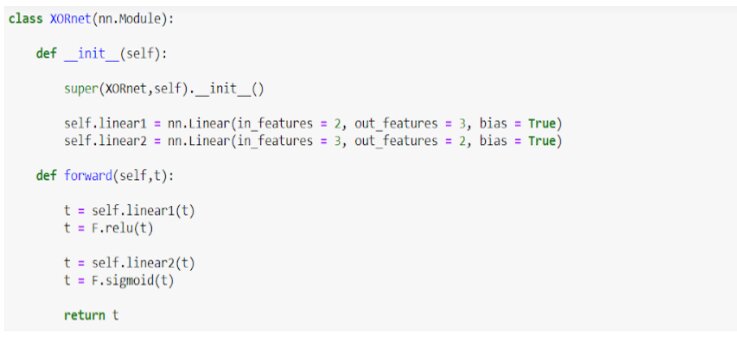 class XORnet(nn.Module):
def __init__(self):
super(XORnet,self).__init__()
self.linear1 = nn.Linear(in_features = 2, out_features = 3, bias = True)
self.linear2 = nn.Linear(in_features = 3, out_features = 2, bias = True)
def forward(self,t):
t = self.linear1(t)
t = F.relu(t)
t = self.linear2(t)
t = F.sigmoid(t)
return t